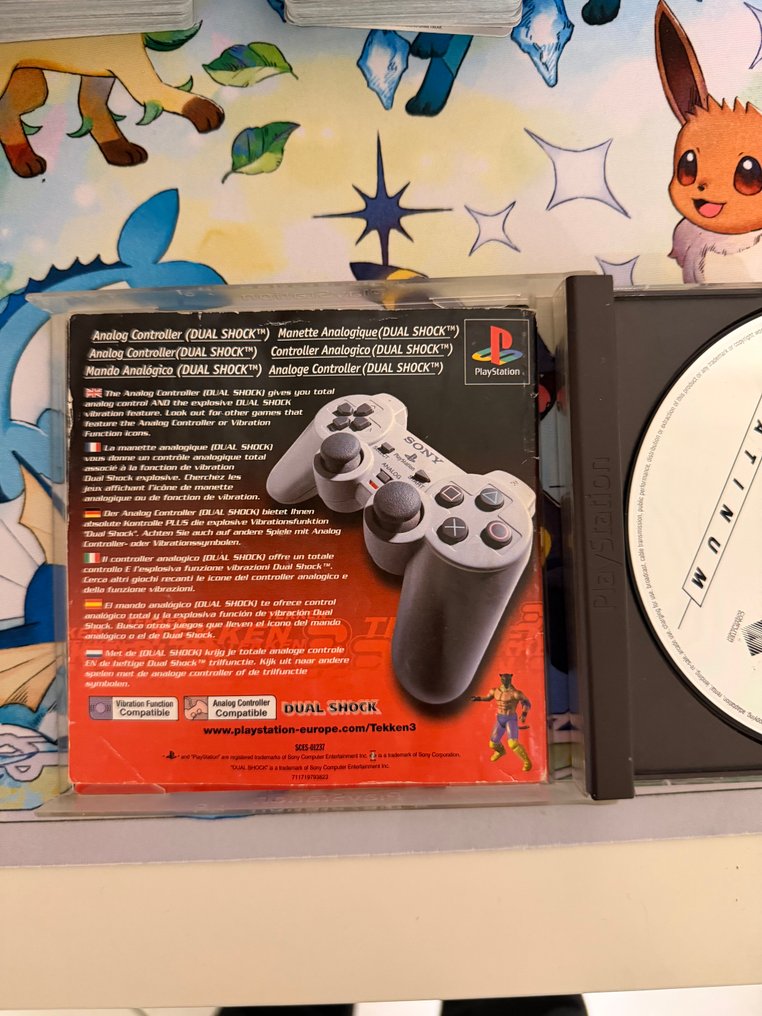 Analog Controller (DUAL SHOCK™) Manette Analogique (DUAL SHOCK™)
Analog Controller (DUAL SHOCK™) Controller Analogico (DUAL SHOCK™)
Mando Analógico (DUAL SHOCK™) Analoge Controller (DUAL SHOCK™)
PlayStation
The Analog Controller (DUAL SHOCK) gives you total
analog control AND the explosive DUAL SHOCK
vibration feature. Look out for other games that
feature the Analog Controller or Vibration
Function icons.
La manette analogique (DUAL SHOCK)
vous donne un contrôle analogique total
associé à la fonction de vibration
Dual Shock explosive. Cherchez les
jeux affichant l'icône de manette
analogique ou de fonction de vibration.
Der Analog Controller (DUAL SHOCK) bietet Ihnen
absolute Kontrolle PLUS die explosive Vibrationsfunktion
"Dual Shock". Achten Sie auch auf andere Spiele mit Analog
Controller- oder Vibrationssymbolen.
Il controller analogico (DUAL SHOCK) offre un totale
controllo E l'esplosiva funzione vibrazioni Dual Shock™.
Cerca altri giochi recanti le icone del controller analogico e
della funzione vibrazioni.
El mando analógico (DUAL SHOCK) te ofrece control
analógico total y la explosiva función de vibración Dual
Shock. Busca otros juegos que lleven el icono del mando
analógico o el de Dual Shock.
Met de (DUAL SHOCK) krijg je totale analoge controle
EN de heftige Dual Shock™ trilfunctie. Kijk uit naar andere
spelen met de analoge controller of de trilfunctie
symbolen.
SONY
PlayStation
ANALOG
Vibration Function
Compatible
Analog Controller
Compatible
DUAL SHOCK
www.playstation-europe.com/Tekken3
SCES-01237
and "PlayStation" are registered trademarks of Sony Computer Entertainment Inc. is a trademark of Sony Corporation.
"DUAL SHOCK" is a trademark of Sony Computer Entertainment Inc.
711719793823
PlayStation
ATINUM